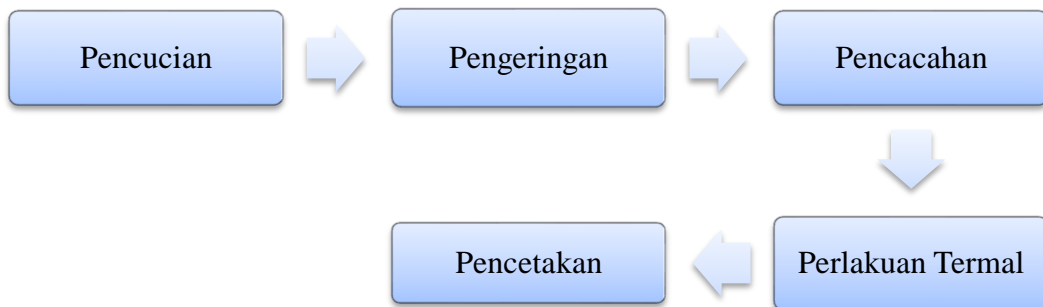 Pencucian
Pengeringan
Pencacahan
Perlakuan Termal
Pencetakan